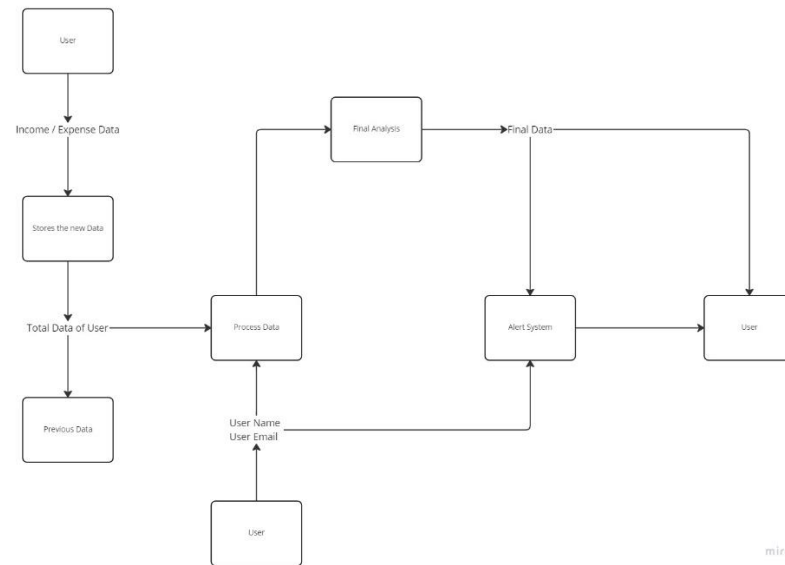 User
Income / Expense Data
Final Analysis
Final Data
Stores the new Data
Total Data of User
Process Data
Alert System
User
Previous Data
User Name
User Email
User
mir